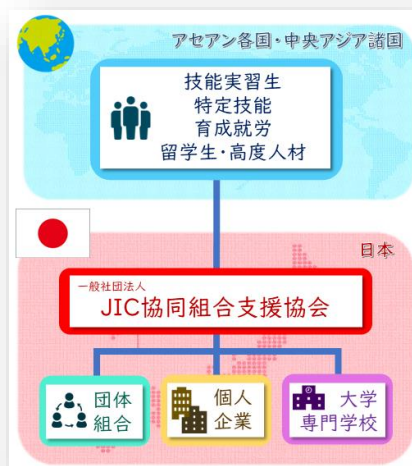 アセアン各国・中央アジア諸国
技能実習生
特定技能
育成就労
留学生・高度人材
日本
一般社団法人
JIC協同組合支援協会
団体
組合
個人
企業
大学
専門学校